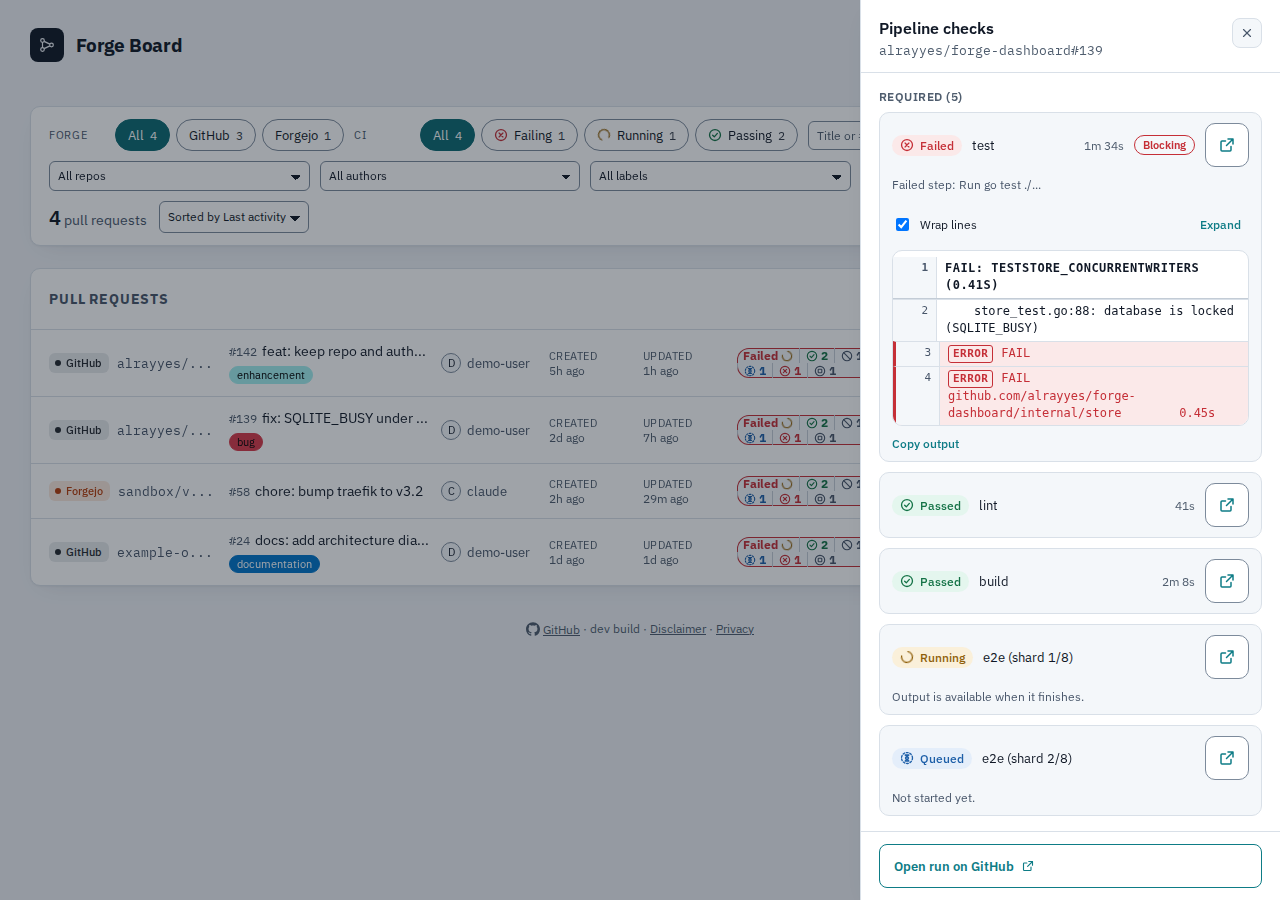 Forge Board
FORGE
All 4
GitHub 3
Forgejo 1
CI
All 4
Failing 1
Running 1
Passing 2
All repos
All authors
All labels
4 pull requests
Sorted by Last activity
PULL REQUESTS
GitHub
alrayyes/...
#142 feat: keep repo and auth...
enhancement
D demo-user
CREATED
5h ago
UPDATED
1h ago
Failed 2
1 1 1
GitHub
alrayyes/...
#139 fix: SQLITE_BUSY under ...
bug
D demo-user
CREATED
2d ago
UPDATED
7h ago
Failed 2
1 1 1
Forgejo
sandbox/v...
#58 chore: bump traefik to v3.2
C claude
CREATED
2h ago
UPDATED
29m ago
Failed 2
1 1 1
GitHub
example-o...
#24 docs: add architecture dia...
documentation
D demo-user
CREATED
1d ago
UPDATED
1d ago
Failed 2
1 1 1
GitHub · dev build · Disclaimer · Privacy
Pipeline checks
alrayyes/forge-dashboard#139
REQUIRED (5)
Failed test 1m 34s Blocking
Failed step: Run go test ./...
Wrap lines
Expand
1 FAIL: TESTSTORE_CONCURRENTWRITERS
(0.41S)
2 store_test.go:88: database is locked
(SQLITE_BUSY)
3 ERROR FAIL
4 ERROR FAIL
github.com/alrayyes/forge-
dashboard/internal/store 0.45s
Copy output
Passed lint 41s
Passed build 2m 8s
Running e2e (shard 1/8)
Output is available when it finishes.
Queued e2e (shard 2/8)
Not started yet.
Open run on GitHub